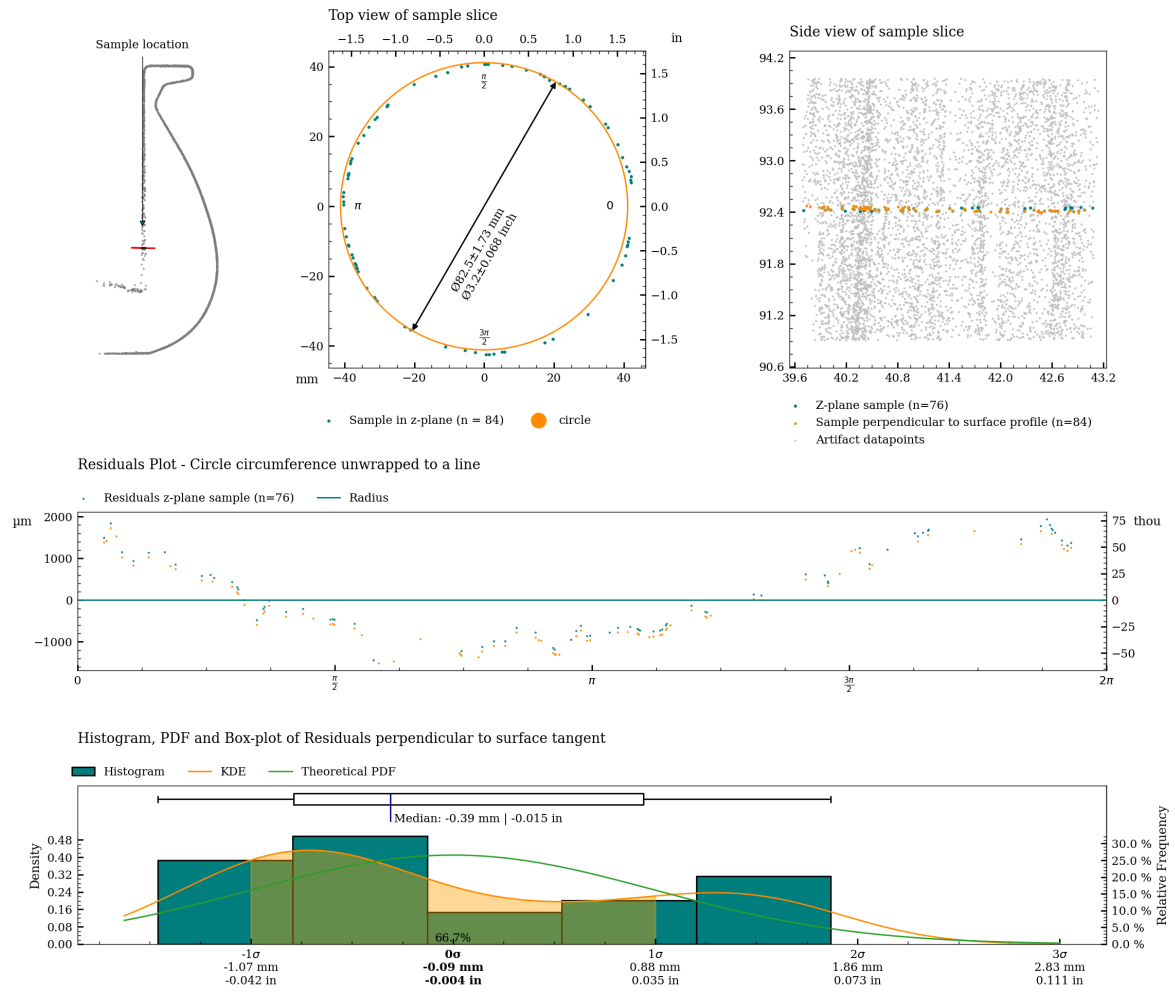 Sample location
Top view of sample slice
−1.5 −1.0 −0.5 0.0 0.5 1.0 1.5 in
40 20 0 −20 −40
1.5 1.0 0.5 0.0 −0.5 −1.0 −1.5
π/2
π 0
3π/2
Ø82.5±1.73 mm
Ø3.2±0.068 inch
mm −40 −20 0 20 40
Sample in z-plane (n = 84) circle
Side view of sample slice
94.2
93.6
93.0
92.4
91.8
91.2
90.6
39.6 40.2 40.8 41.4 42.0 42.6 43.2
Z-plane sample (n=76)
Sample perpendicular to surface profile (n=84)
Artifact datapoints
Residuals Plot - Circle circumference unwrapped to a line
Residuals z-plane sample (n=76) Radius
µm 2000 1000 0 −1000
75 50 25 0 −25 −50 thou
0 π/2 π 3π/2 2π
Histogram, PDF and Box-plot of Residuals perpendicular to surface tangent
Histogram KDE Theoretical PDF
Median: -0.39 mm | -0.015 in
Density
0.48 0.40 0.32 0.24 0.16 0.08 0.00
30.0 % 25.0 % 20.0 % 15.0 % 10.0 % 5.0 % 0.0 %
Relative Frequency
66.7%
-1σ 0σ 1σ 2σ 3σ
-1.07 mm -0.09 mm 0.88 mm 1.86 mm 2.83 mm
-0.042 in -0.004 in 0.035 in 0.073 in 0.111 in